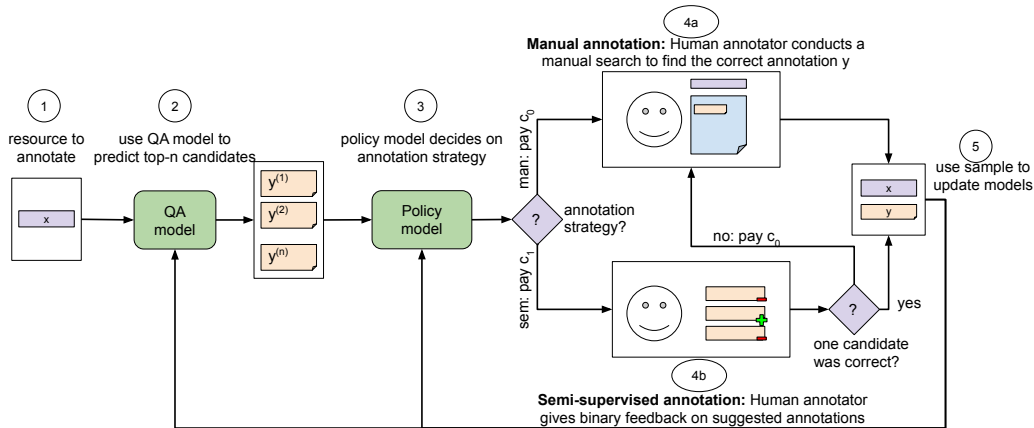 1
resource to
annotate
x
2
use QA model to
predict top-n candidates
QA
model
y(1)
y(2)
y(n)
3
policy model decides on
annotation strategy
Policy
model
?
annotation
strategy?
man: pay c0
sem: pay c1
4a
Manual annotation: Human annotator conducts a
manual search to find the correct annotation y
no: pay c0
?
yes
one candidate
was correct?
4b
Semi-supervised annotation: Human annotator
gives binary feedback on suggested annotations
5
use sample to
update models
x
y